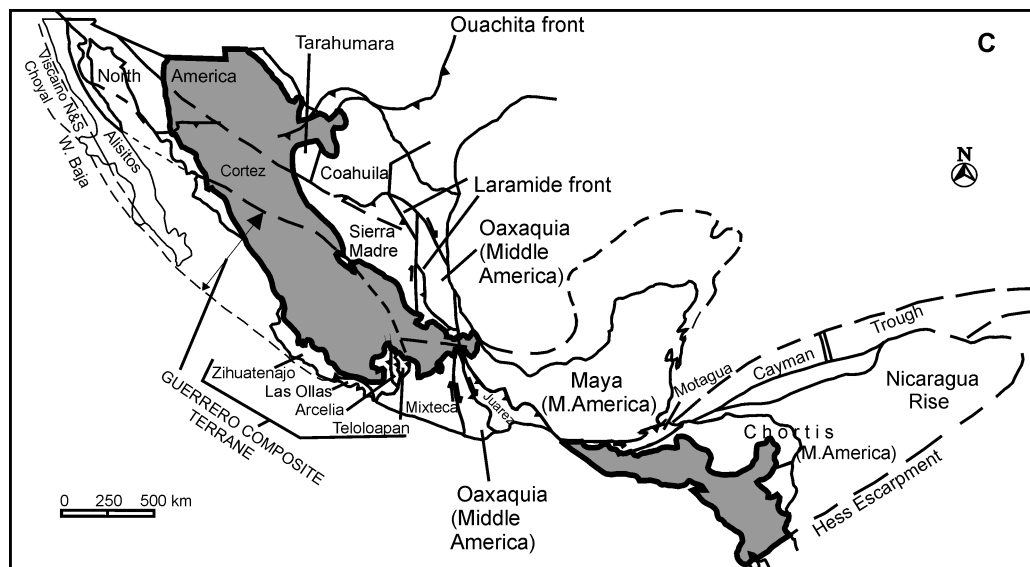 C
Ouachita front
Tarahumara
North America
Viscaino N&S
Choyal
W. Baja
Alisitos
Cortez
Coahuila
N
Laramide front
Sierra
Madre
Oaxaquia
(Middle
America)
Zihuatenajo
Las Ollas
Arcelia
Teloloapan
Mixteca
Juarez
GUERRERO COMPOSITE
TERRANE
Maya
(M.America)
Motagua
Cayman
Trough
Nicaragua
Rise
Chortis
(M.America)
Hess Escarpment
Oaxaquia
(Middle
America)
0 250 500 km